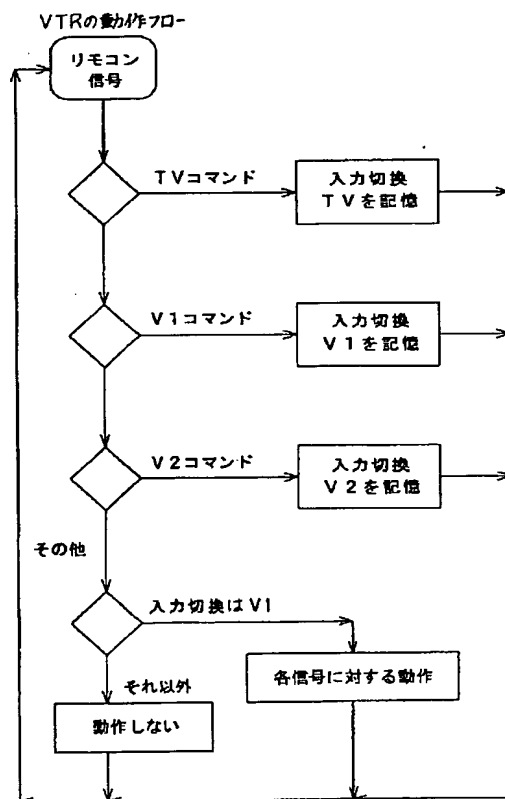 VTRの動作フロー
リモコン
信号
TVコマンド
入力切換
TVを記憶
V1コマンド
入力切換
V1を記憶
V2コマンド
入力切換
V2を記憶
その他
入力切換はV1
各信号に対する動作
それ以外
動作しない